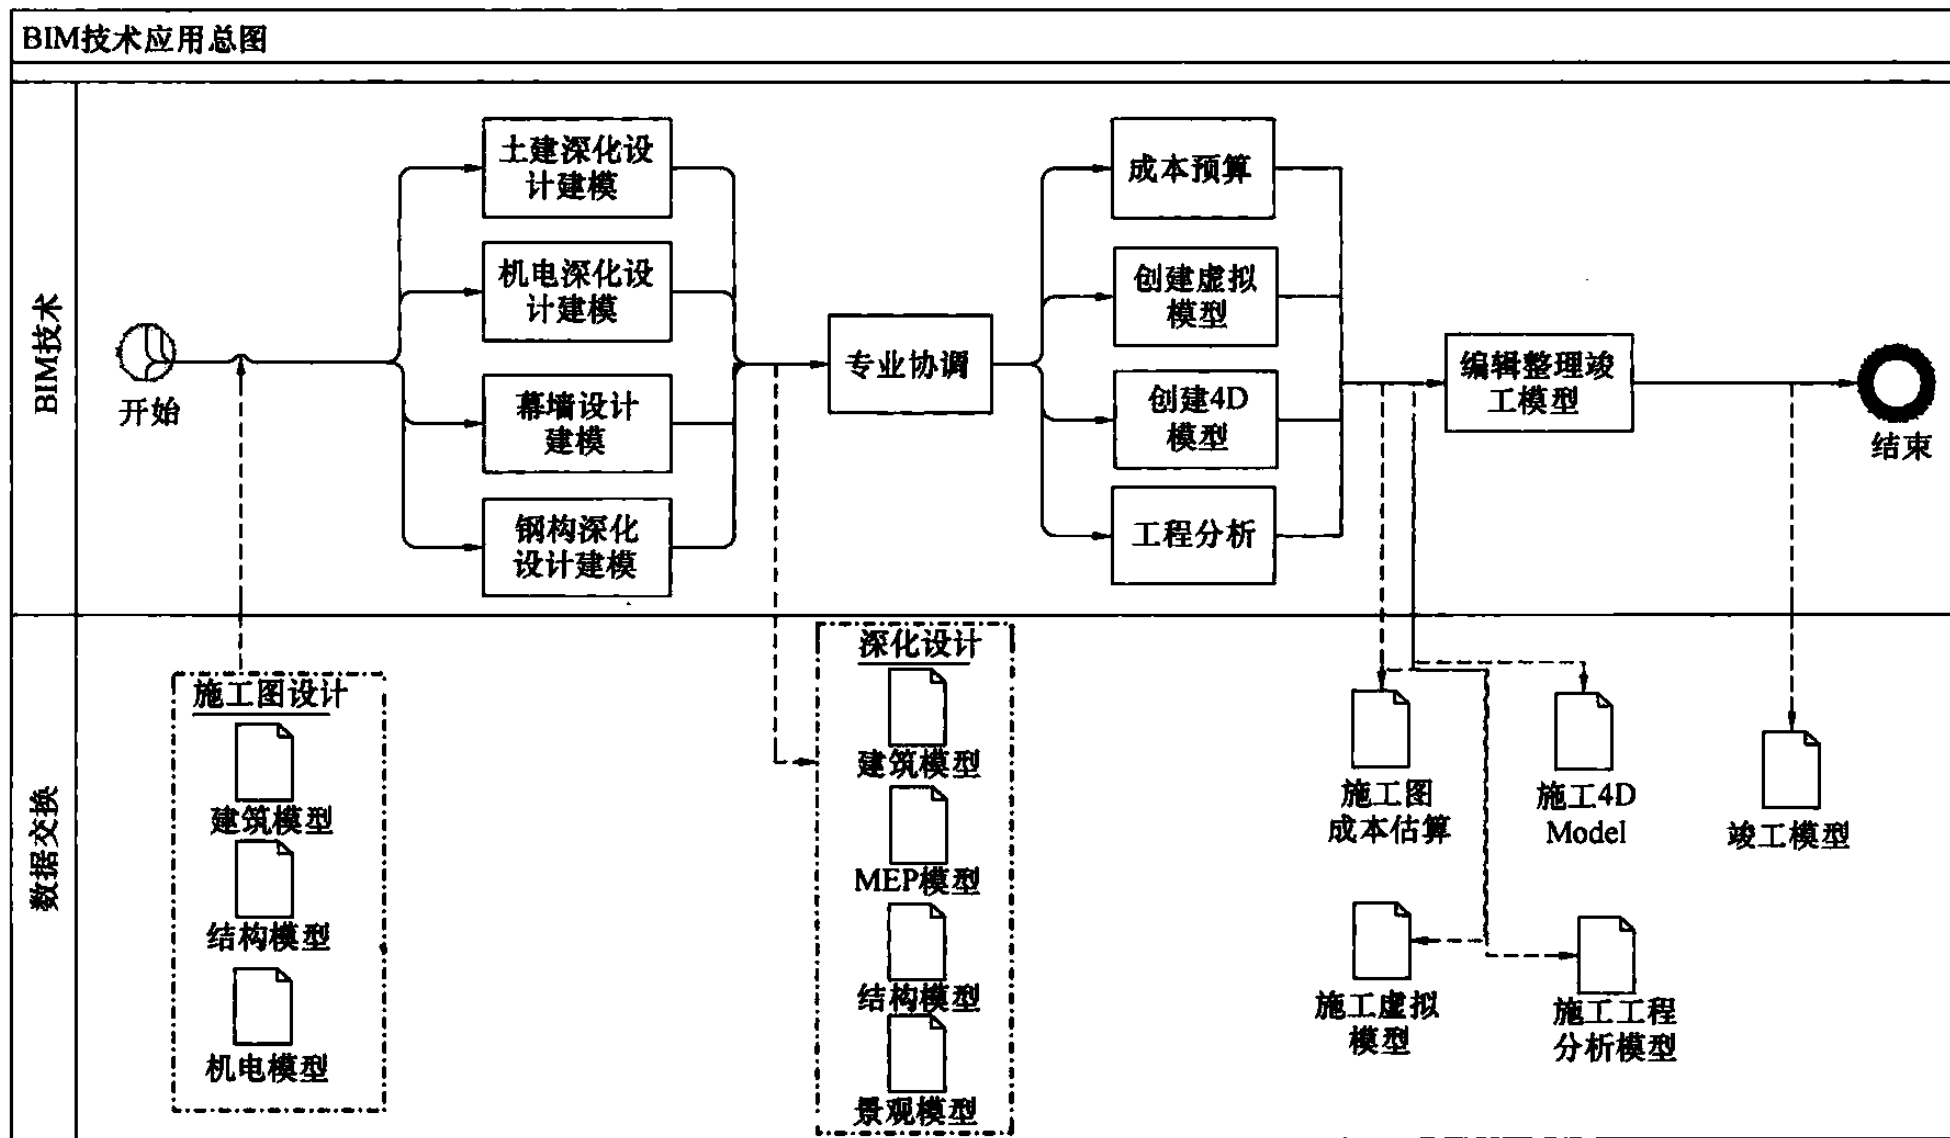 BIM技术应用总图
BIM技术
开始
土建深化设
计建模
机电深化设
计建模
幕墙设计
建模
钢构深化
设计建模
专业协调
成本预算
创建虚拟
模型
创建4D
模型
工程分析
编辑整理竣
工模型
结束
数据交换
施工图设计
建筑模型
结构模型
机电模型
深化设计
建筑模型
MEP模型
结构模型
景观模型
施工图
成本估算
施工4D
Model
施工虚拟
模型
施工工程
分析模型
竣工模型